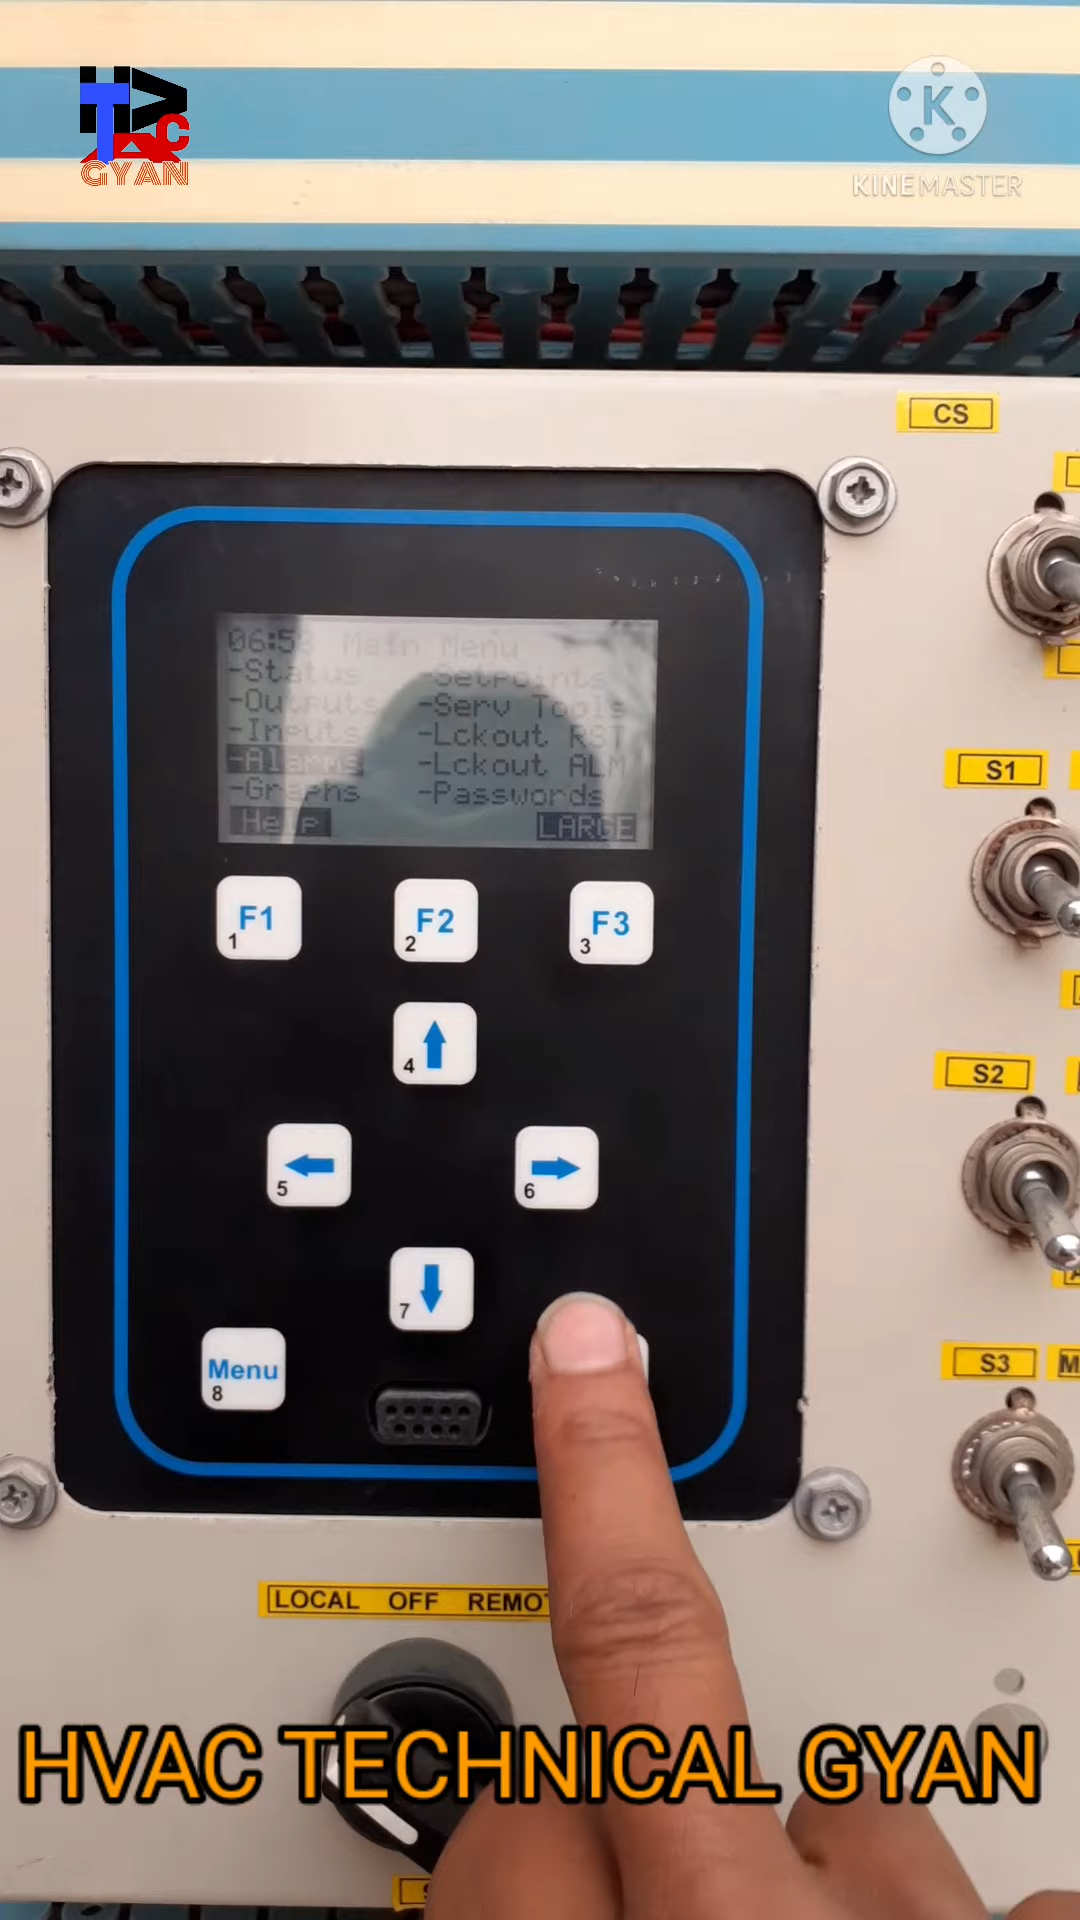 HVAC
GYAN
K
KINEMASTER
CS
06:58 Main Menu
-Status -Setpoints
-Outputs -Serv Tools
-Inputs -Lckout RST
-Alarms -Lckout ALM
-Graphs -Passwords
Help LARGE
F1 F2 F3
1 2 3
4
5 6
7
Menu
8
S1
S2
S3 M
LOCAL OFF REMOT
HVAC TECHNICAL GYAN